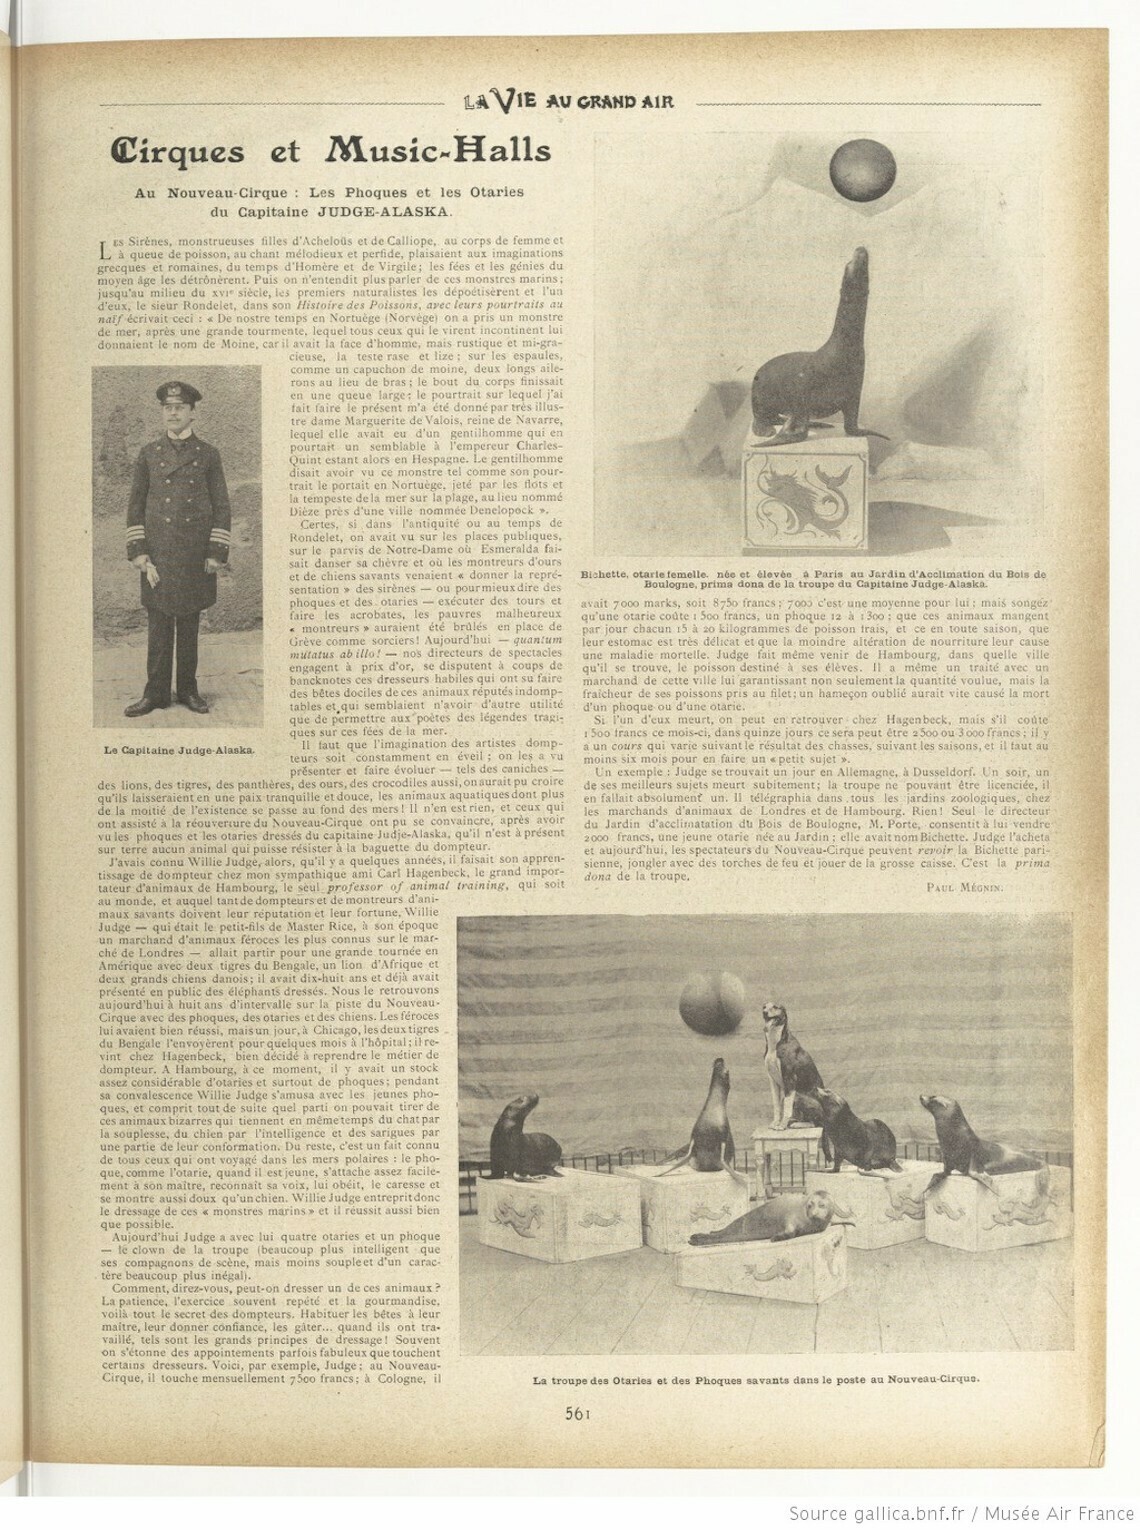 LA VIE AU GRAND AIR
Cirques et Music-Halls
Au Nouveau-Cirque : Les Phoques et les Otaries
du Capitaine JUDGE-ALASKA.
LES Sirènes, monstrueuses filles d'Acheloüs et de Calliope, au corps de femme et
à queue de poisson, au chant mélodieux et perfide, plaisaient aux imaginations
grecques et romaines, du temps d'Homère et de Virgile; les fées et les génies du
moyen âge les détrônèrent. Puis on n'entendit plus parler de ces monstres marins;
jusqu'au milieu du XVIe siècle, les premiers naturalistes les dépoétisèrent et l'un
d'eux, le sieur Rondelet, dans son Histoire des Poissons, avec leurs pourtraits au
naïf écrivait ceci : « De nostre temps en Nortuège (Norvège) on a pris un monstre
de mer, après une grande tourmente, lequel tous ceux qui le virent incontinent lui
donnaient le nom de Moine, car il avait la face d'homme, mais rustique et mi-gra-
cieuse, la teste rase et lize; sur les espaules,
comme un capuchon de moine, deux longs aile-
rons au lieu de bras; le bout du corps finissait
en une queue large; le pourtrait sur lequel j'ai
fait faire le présent m'a été donné par très illus-
tre dame Marguerite de Valois, reine de Navarre,
lequel elle avait eu d'un gentilhomme qui en
pourtait un semblable à l'empereur Charles-
Quint estant alors en Hespagne. Le gentilhomme
disait avoir vu ce monstre tel comme son pour-
trait le portait en Nortuège, jeté par les flots et
la tempeste de la mer sur la plage, au lieu nommé
Dièze près d'une ville nommée Denelopock ».
Certes, si dans l'antiquité ou au temps de
Rondelet, on avait vu sur les places publiques,
sur le parvis de Notre-Dame où Esmeralda fai-
sait danser sa chèvre et où les montreurs d'ours
et de chiens savants venaient « donner la repré-
sentation » des sirènes — ou pour mieux dire des
phoques et des otaries — exécuter des tours et
faire les acrobates, les pauvres malheureux
« montreurs » auraient été brûlés en place de
Grève comme sorciers! Aujourd'hui — quantum
mutatus ab illo! — nos directeurs de spectacles
engagent à prix d'or, se disputent à coups de
bancknotes ces dresseurs habiles qui ont su faire
des bêtes dociles de ces animaux réputés indomp-
tables et qui semblaient n'avoir d'autre utilité
que de permettre aux poètes des légendes tragi-
ques sur ces fées de la mer.
Il faut que l'imagination des artistes domp-
teurs soit constamment en éveil; on les a vu
présenter et faire évoluer — tels des caniches —
des lions, des tigres, des panthères, des ours, des crocodiles aussi, on aurait pu croire
qu'ils laisseraient en une paix tranquille et douce, les animaux aquatiques dont plus
de la moitié de l'existence se passe au fond des mers! Il n'en est rien, et ceux qui
ont assisté à la réouverture du Nouveau-Cirque ont pu se convaincre, après avoir
vu les phoques et les otaries dressés du capitaine Judje-Alaska, qu'il n'est à présent
sur terre aucun animal qui puisse résister à la baguette du dompteur.
J'avais connu Willie Judge, alors, qu'il y a quelques années, il faisait son appren-
tissage de dompteur chez mon sympathique ami Carl Hagenbeck, le grand impor-
tateur d'animaux de Hambourg, le seul professor of animal training, qui soit
au monde, et auquel tant de dompteurs et de montreurs d'ani-
maux savants doivent leur réputation et leur fortune, Willie
Judge — qui était le petit-fils de Master Rice, à son époque
un marchand d'animaux féroces les plus connus sur le mar-
ché de Londres — allait partir pour une grande tournée en
Amérique avec deux tigres du Bengale, un lion d'Afrique et
deux grands chiens danois; il avait dix-huit ans et déjà avait
présenté en public des éléphants dressés. Nous le retrouvons
aujourd'hui à huit ans d'intervalle sur la piste du Nouveau-
Cirque avec des phoques, des otaries et des chiens. Les féroces
lui avaient bien réussi, mais un jour, à Chicago, les deux tigres
du Bengale l'envoyèrent pour quelques mois à l'hôpital; il re-
vint chez Hagenbeck, bien décidé à reprendre le métier de
dompteur. A Hambourg, à ce moment, il y avait un stock
assez considérable d'otaries et surtout de phoques; pendant
sa convalescence Willie Judge s'amusa avec les jeunes pho-
ques, et comprit tout de suite quel parti on pouvait tirer de
ces animaux bizarres qui tiennent en même temps du chat par
la souplesse, du chien par l'intelligence et des sarigues par
une partie de leur conformation. Du reste, c'est un fait connu
de tous ceux qui ont voyagé dans les mers polaires : le pho-
que, comme l'otarie, quand il est jeune, s'attache assez facile-
ment à son maître, reconnaît sa voix, lui obéit, le caresse et
se montre aussi doux qu'un chien. Willie Judge entreprit donc
le dressage de ces « monstres marins » et il réussit aussi bien
que possible.
Aujourd'hui Judge a avec lui quatre otaries et un phoque
— le clown de la troupe (beaucoup plus intelligent que
ses compagnons de scène, mais moins souple et d'un carac-
tère beaucoup plus inégal).
Comment, direz-vous, peut-on dresser un de ces animaux?
La patience, l'exercice souvent repété et la gourmandise,
voilà tout le secret des dompteurs. Habituer les bêtes à leur
maître, leur donner confiance, les gâter... quand ils ont tra-
vaillé, tels sont les grands principes de dressage! Souvent
on s'étonne des appointements parfois fabuleux que touchent
certains dresseurs. Voici, par exemple, Judge; au Nouveau-
Cirque, il touche mensuellement 7500 francs; à Cologne, il
Le Capitaine Judge-Alaska.
Bichette, otarie femelle, née et élevée à Paris au Jardin d'Acclimation du Bois de
Boulogne, prima dona de la troupe du Capitaine Judge-Alaska.
avait 7000 marks, soit 8750 francs; 7000 c'est une moyenne pour lui; mais songez
qu'une otarie coûte 1500 francs, un phoque 12 à 1300; que ces animaux mangent
par jour chacun 15 à 20 kilogrammes de poisson frais, et ce en toute saison, que
leur estomac est très délicat et que la moindre altération de nourriture leur cause
une maladie mortelle. Judge fait même venir de Hambourg, dans quelle ville
qu'il se trouve, le poisson destiné à ses élèves. Il a même un traité avec un
marchand de cette ville lui garantissant non seulement la quantité voulue, mais la
fraîcheur de ses poissons pris au filet; un hameçon oublié aurait vite causé la mort
d'un phoque ou d'une otarie.
Si l'un d'eux meurt, on peut en retrouver chez Hagenbeck, mais s'il coûte
1500 francs ce mois-ci, dans quinze jours ce sera peut être 2500 ou 3000 francs; il y
a un cours qui varie suivant le résultat des chasses, suivant les saisons, et il faut au
moins six mois pour en faire un « petit sujet ».
Un exemple : Judge se trouvait un jour en Allemagne, à Dusseldorf. Un soir, un
de ses meilleurs sujets meurt subitement; la troupe ne pouvant être licenciée, il
en fallait absolument un. Il télégraphia dans tous les jardins zoologiques, chez
les marchands d'animaux de Londres et de Hambourg. Rien! Seul le directeur
du Jardin d'acclimatation du Bois de Boulogne, M. Porte, consentit à lui vendre
2000 francs, une jeune otarie née au Jardin; elle avait nom Bichette. Judge l'acheta
et aujourd'hui, les spectateurs du Nouveau-Cirque peuvent revoir la Bichette pari-
sienne, jongler avec des torches de feu et jouer de la grosse caisse. C'est la prima
dona de la troupe.
PAUL MÉGNIN.
La troupe des Otaries et des Phoques savants dans le poste au Nouveau-Cirque.
561
Source gallica.bnf.fr / Musée Air France